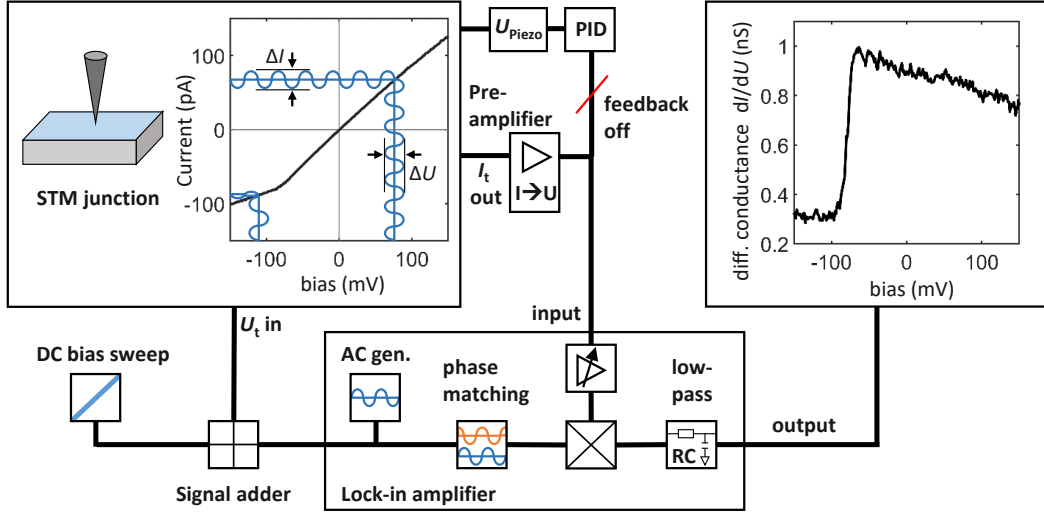 STM junction
Current (pA)
100
0
-100
-100
0
100
bias (mV)
ΔI
ΔU
U_Piezo
PID
Pre-
amplifier
feedback
off
I_t
out
I→U
diff. conductance dI/dU (nS)
1
0.8
0.6
0.4
0.2
-100
0
100
bias (mV)
U_t in
input
DC bias sweep
AC gen.
phase
matching
low-
pass
RC
output
Signal adder
Lock-in amplifier